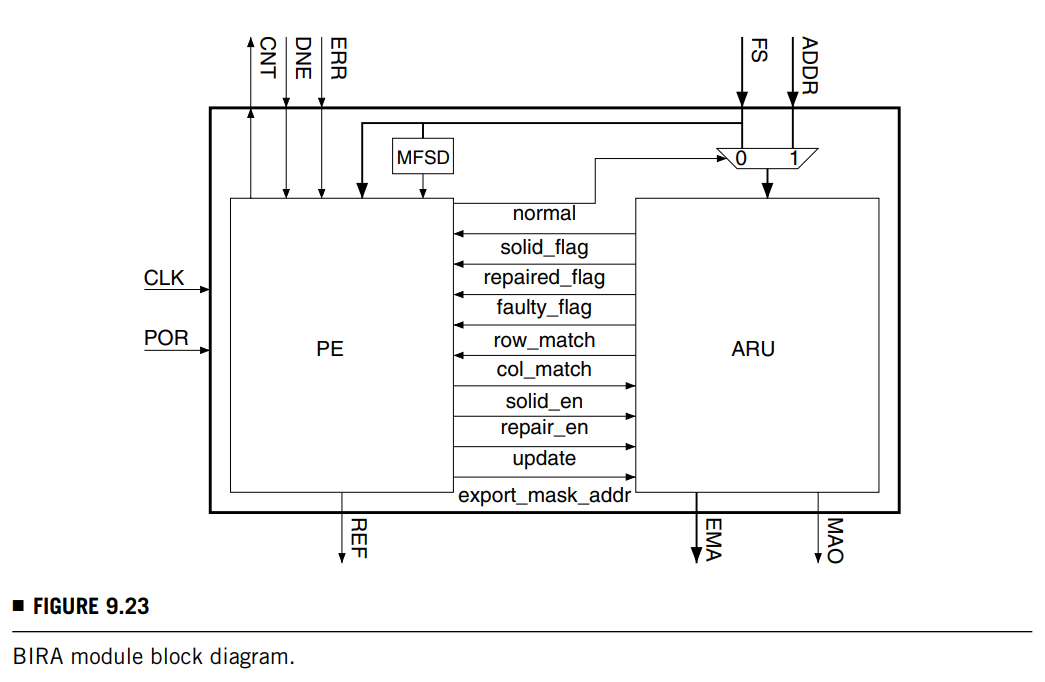 CNT
DNE
ERR
FS
ADDR
MFSD
0 1
normal
solid_flag
CLK
repaired_flag
faulty_flag
POR
row_match
PE
ARU
col_match
solid_en
repair_en
update
export_mask_addr
REF
EMA
MAO
■ FIGURE 9.23
BIRA module block diagram.